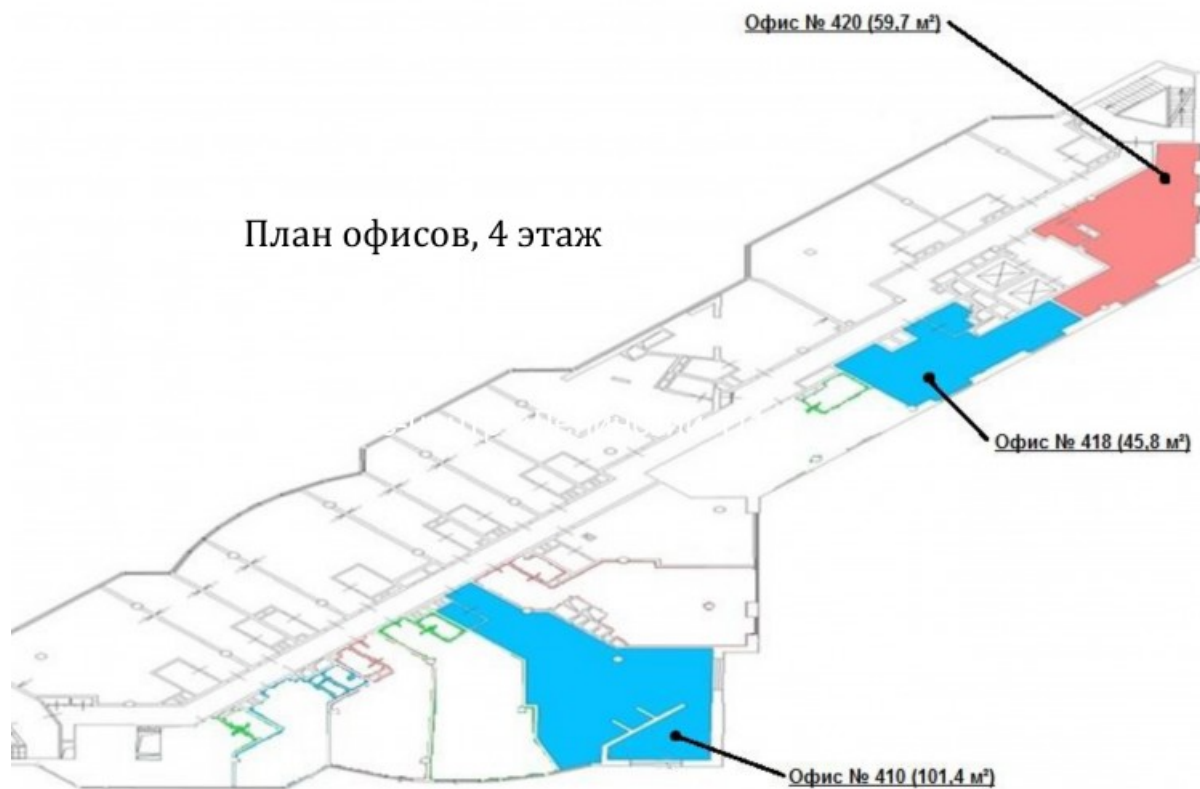 Офис № 420 (59,7 м²)
План офисов, 4 этаж
Офис № 418 (45,8 м²)
Офис № 410 (101,4 м²)